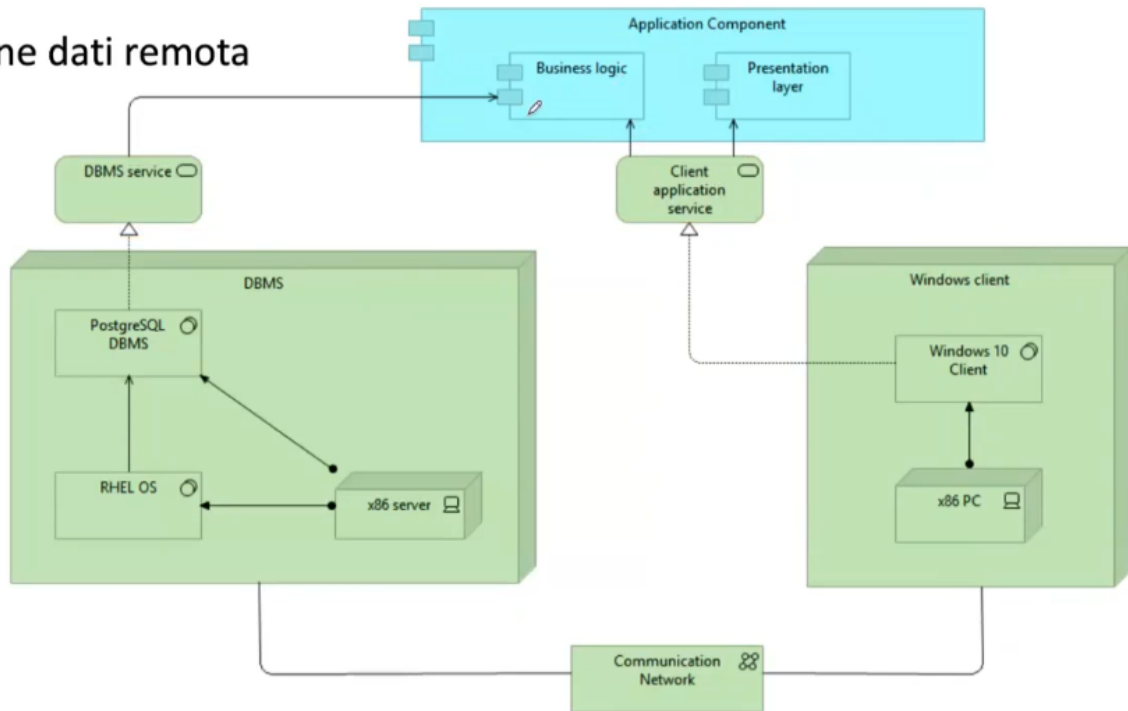 ne dati remota
Application Component
Business logic
Presentation
layer
DBMS service
Client
application
service
DBMS
Windows client
PostgreSQL
DBMS
Windows 10
Client
RHEL OS
x86 server
x86 PC
Communication
Network